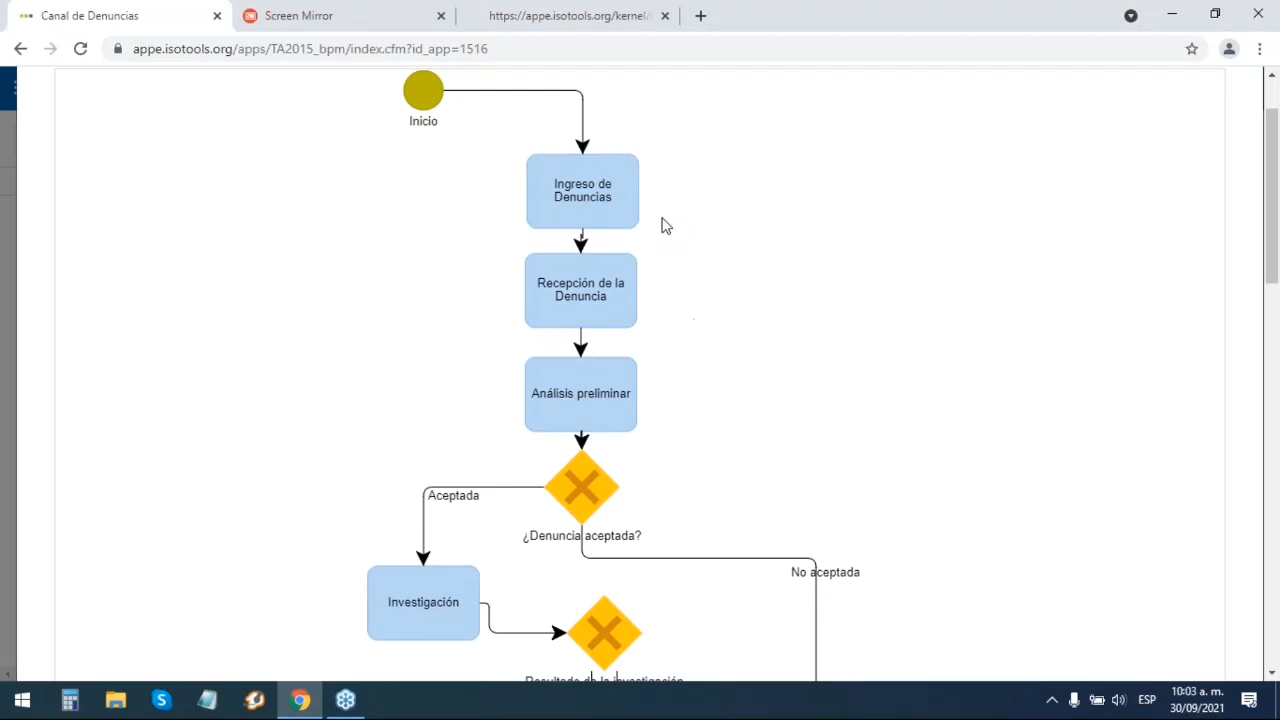 Canal de Denuncias
Screen Mirror
https://appe.isotools.org/kernel/
appe.isotools.org/apps/TA2015_bpm/index.cfm?id_app=1516
Inicio
Ingreso de
Denuncias
Recepción de la
Denuncia
Análisis preliminar
Aceptada
¿Denuncia aceptada?
No aceptada
Investigación
Resultado de la investigación
ESP
10:03 a. m.
30/09/2021